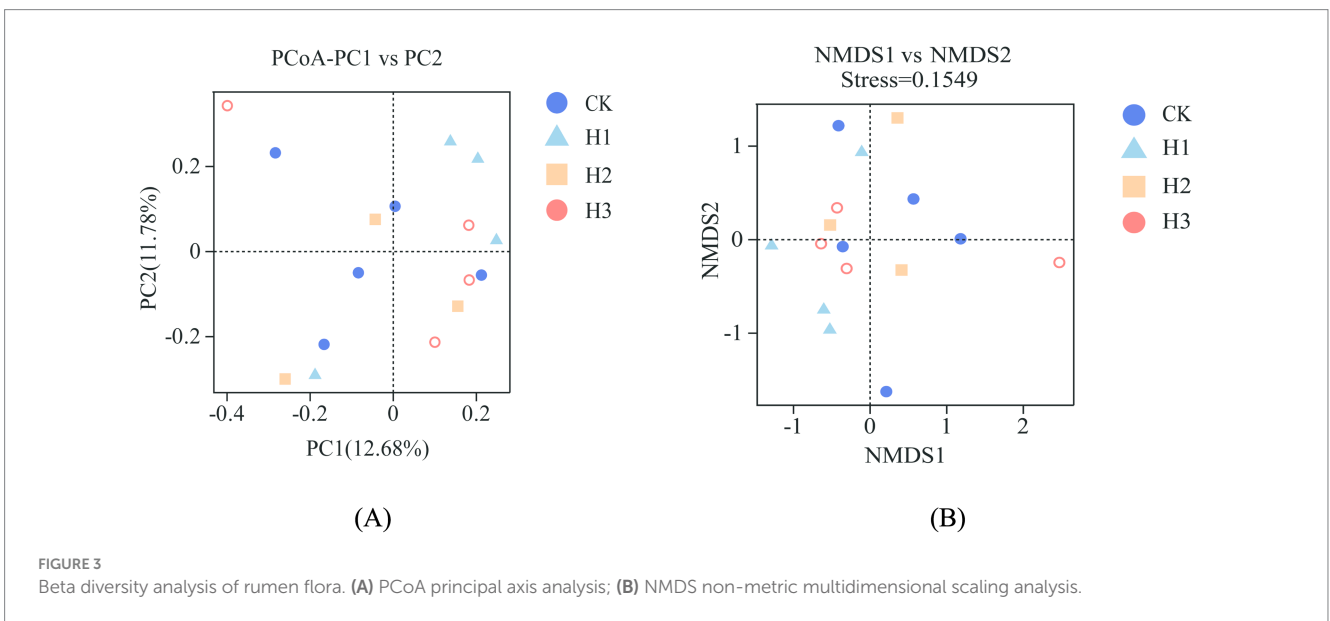 PCoA-PC1 vs PC2
CK
H1
H2
H3
0.2
0
-0.2
PC2(11.78%)
-0.4
-0.2
0
0.2
PC1(12.68%)
(A)
NMDS1 vs NMDS2
Stress=0.1549
CK
H1
H2
H3
1
0
-1
NMDS2
-1
0
1
2
NMDS1
(B)
FIGURE 3
Beta diversity analysis of rumen flora. (A) PCoA principal axis analysis; (B) NMDS non-metric multidimensional scaling analysis.